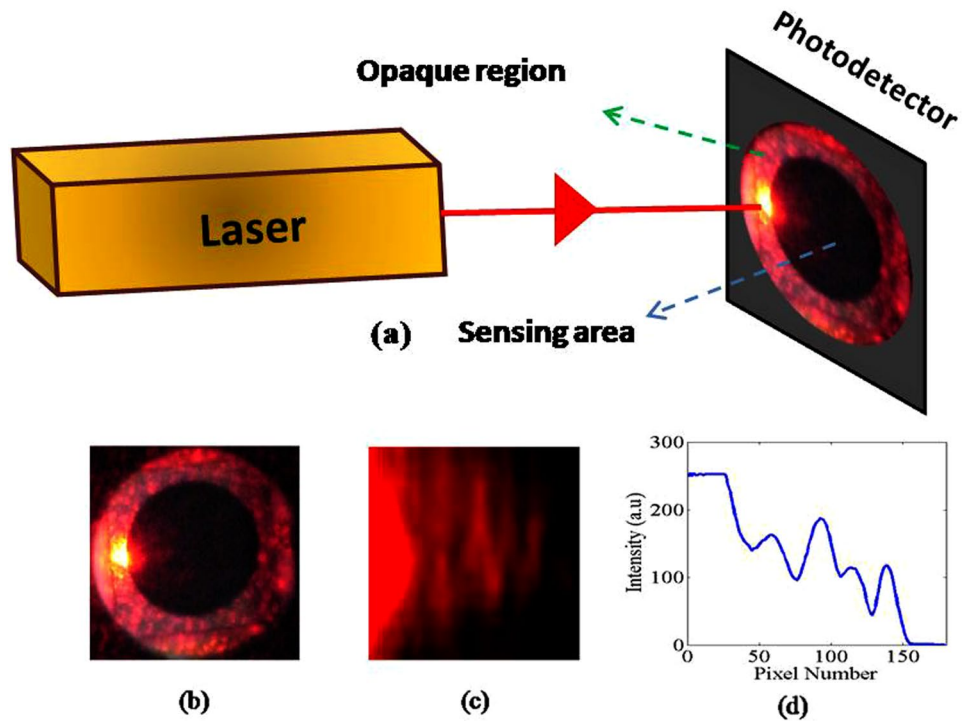 Photodetector
Opaque region
Laser
(a)
Sensing area
300
200
100
0
Intensity (a.u)
0
50
100
150
Pixel Number
(b)
(c)
(d)